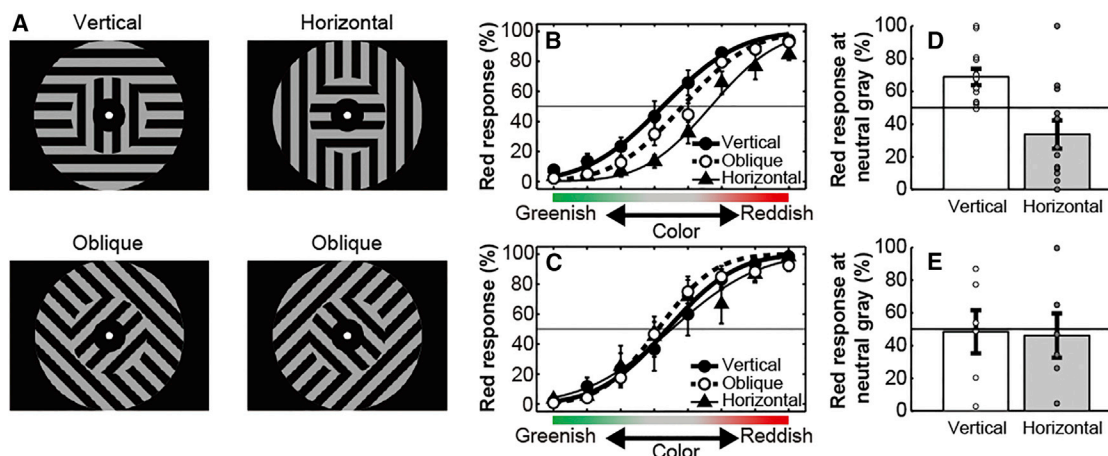 A
Vertical
Horizontal
Oblique
Oblique
B
Red response (%)
100
80
60
40
20
0
Vertical
Oblique
Horizontal
Greenish
Reddish
Color
C
Red response (%)
100
80
60
40
20
0
Vertical
Oblique
Horizontal
Greenish
Reddish
Color
D
Red response at
neutral gray (%)
100
80
60
40
20
0
Vertical
Horizontal
E
Red response at
neutral gray (%)
100
80
60
40
20
0
Vertical
Horizontal